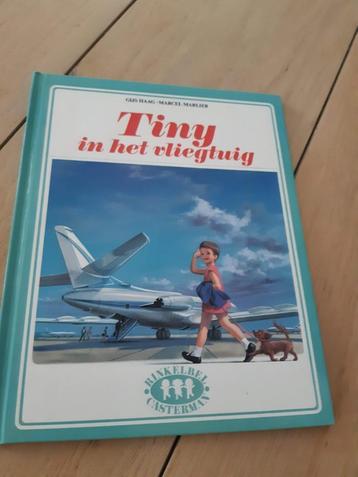 GIJS HAAG - MARCEL MARLIER
Tiny
in het vliegtuig
RINKELBEL
CASTERMAN